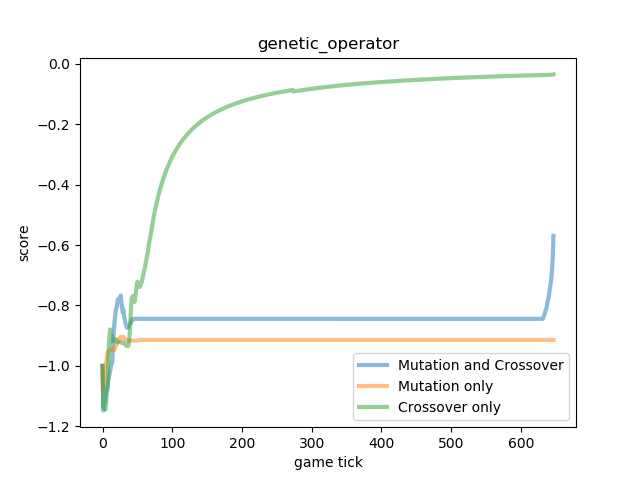 genetic_operator
0.0
−0.2
−0.4
−0.6
−0.8
−1.0
−1.2
score
0 100 200 300 400 500 600
game tick
Mutation and Crossover
Mutation only
Crossover only